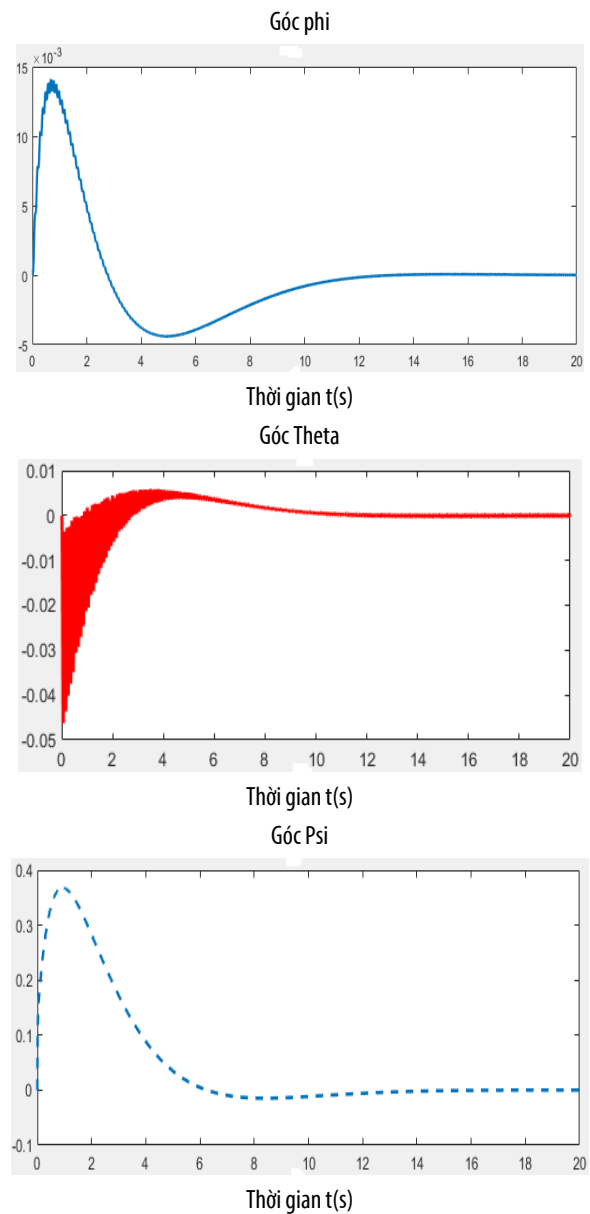 Góc phi
×10⁻³
15
10
5
0
-5
0 2 4 6 8 10 12 14 16 18 20
Thời gian t(s)
Góc Theta
0.01
0
-0.01
-0.02
-0.03
-0.04
-0.05
0 2 4 6 8 10 12 14 16 18 20
Thời gian t(s)
Góc Psi
0.4
0.3
0.2
0.1
0
-0.1
0 2 4 6 8 10 12 14 16 18 20
Thời gian t(s)